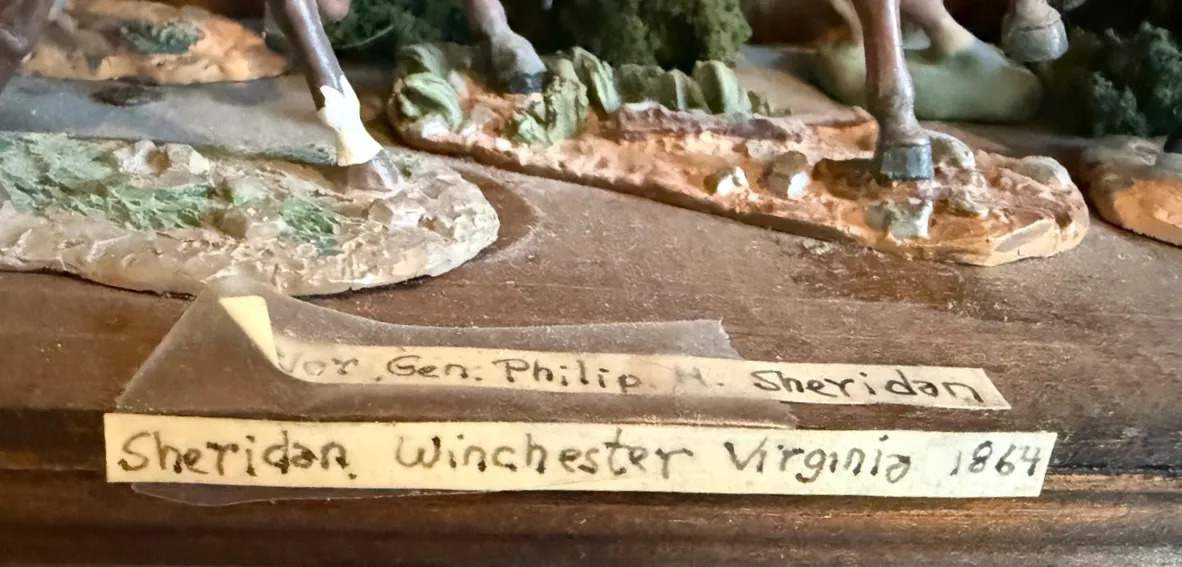 Gen. Philip. H. Sheridan
Sheridan. Winchester Virginia 1864